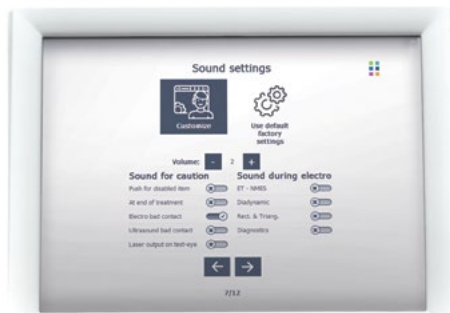 Sound settings
Customize
Use default
factory
settings
Volume: - 2 +
Sound for caution
Push for disabled item
At end of treatment
Electro bad contact
Ultrasound bad contact
Laser output on test-eye
Sound during electro
ET - NMES
Diadynamic
Rect. & Triang.
Diagnostics
7/12